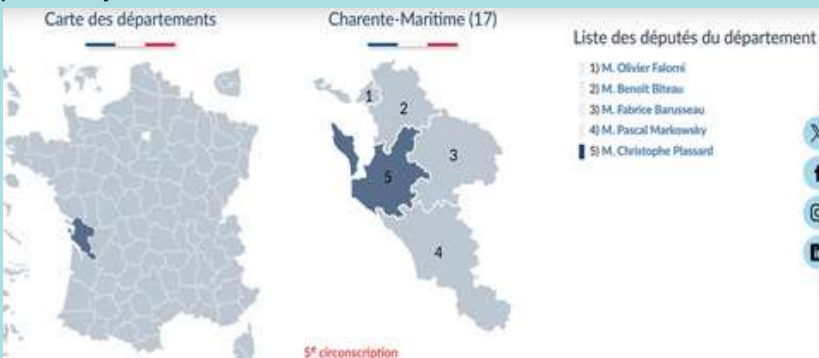 Carte des départements
Charente-Maritime (17)
1
2
3
5
4
5e circonscription
Liste des députés du département
1) M. Olivier Falorni
2) M. Benoît Biteau
3) M. Fabrice Barusseau
4) M. Pascal Markowsky
5) M. Christophe Plassard